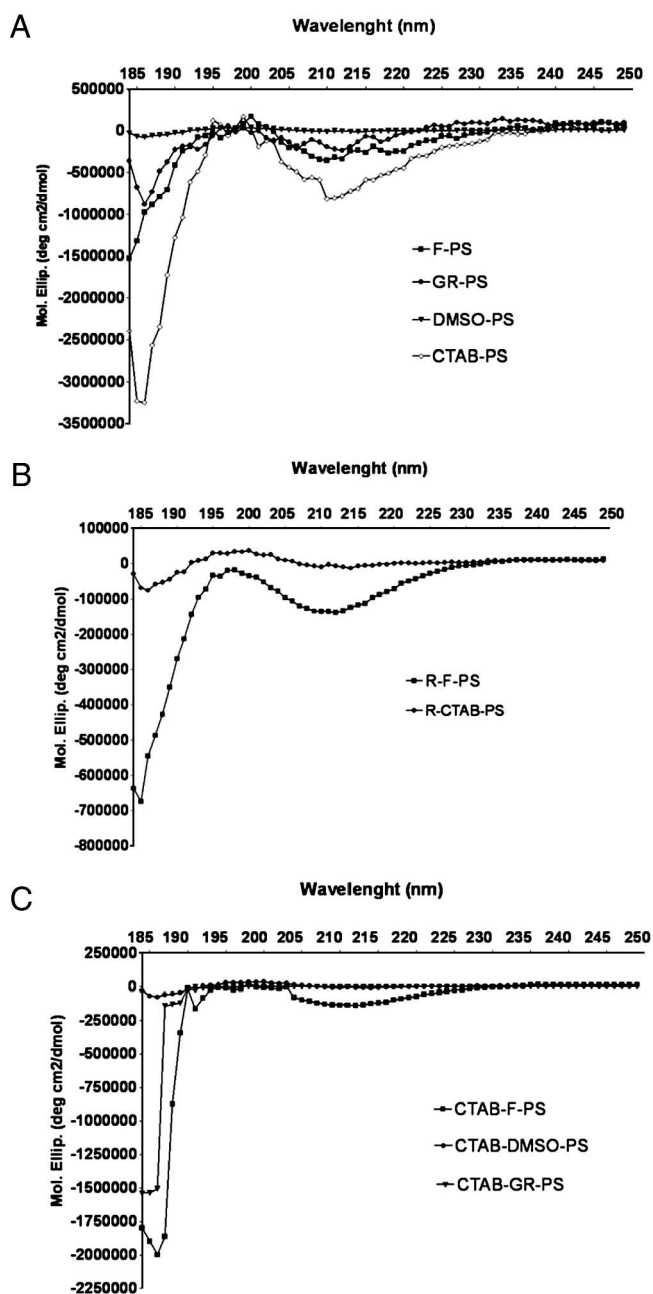 A
Wavelenght (nm)
185 190 195 200 205 210 215 220 225 230 235 240 245 250
500000
0
-500000
-1000000
-1500000
-2000000
-2500000
-3000000
-3500000
Mol. Ellip. (deg cm2/dmol)
F-PS
GR-PS
DMSO-PS
CTAB-PS
B
Wavelenght (nm)
185 190 195 200 205 210 215 220 225 230 235 240 245 250
100000
0
-100000
-200000
-300000
-400000
-500000
-600000
-700000
-800000
Mol. Ellip. (deg cm2/dmol)
R-F-PS
R-CTAB-PS
C
Wavelenght (nm)
185 190 195 200 205 210 215 220 225 230 235 240 245 250
250000
0
-250000
-500000
-750000
-1000000
-1250000
-1500000
-1750000
-2000000
-2250000
Mol. Ellip. (deg cm2/dmol)
CTAB-F-PS
CTAB-DMSO-PS
CTAB-GR-PS